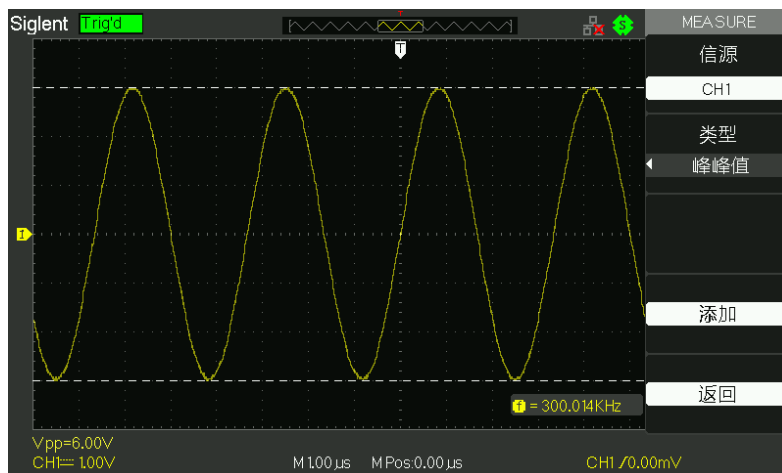 Siglent Trig'd MEASURE
T
信源
CH1
类型
峰峰值
添加
返回
1
f = 300.014KHz
Vpp=6.00V
CH1 1.00V M 1.00μs M Pos:0.00μs CH1 /0.00mV
S